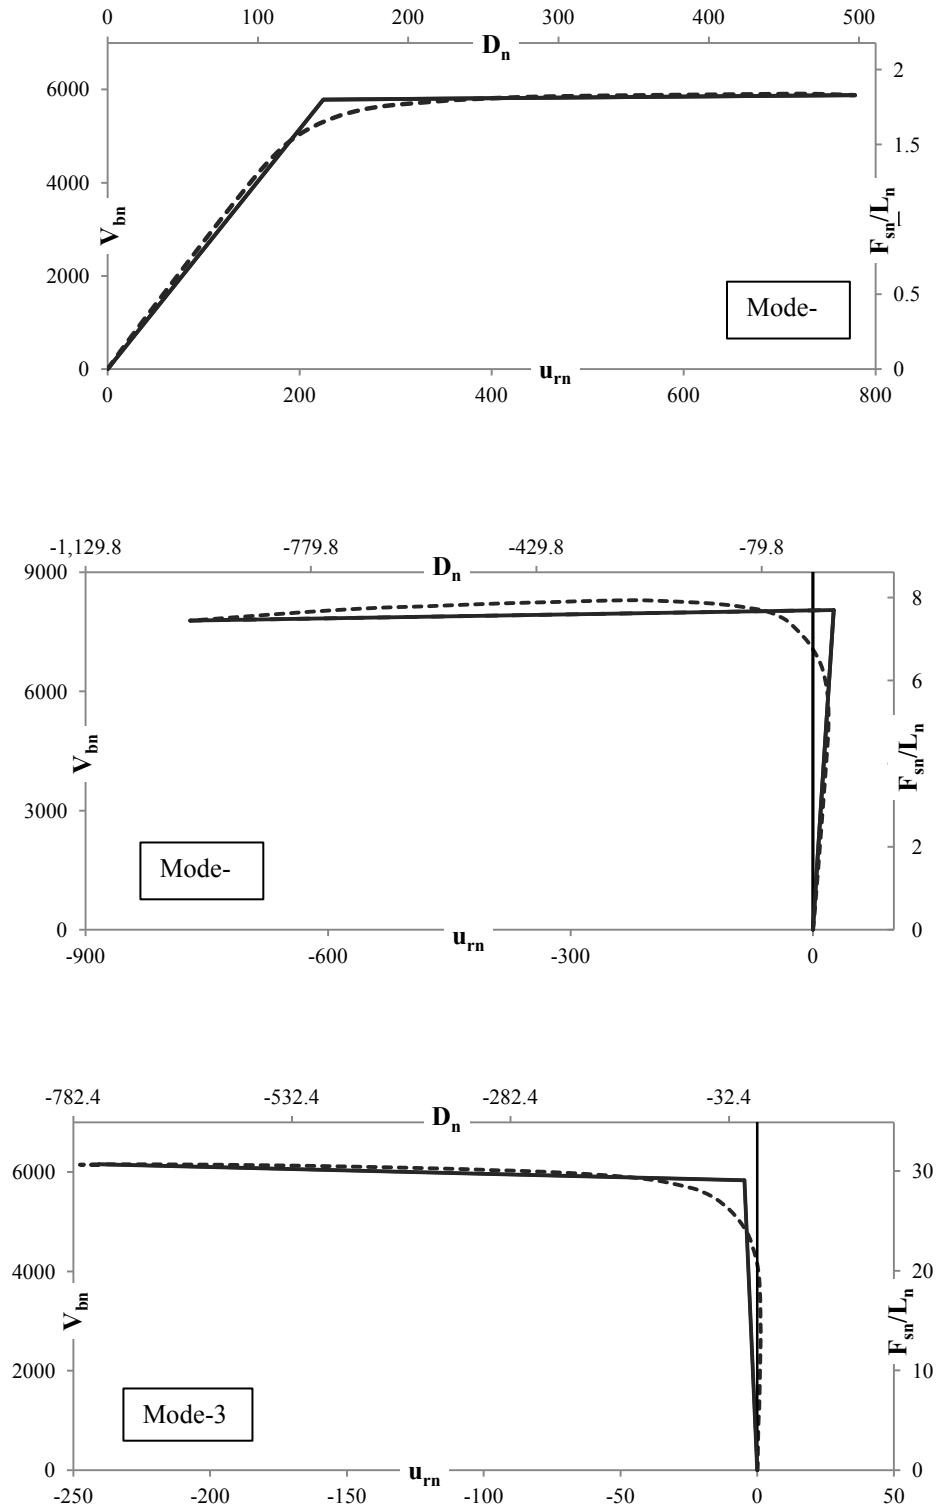 0 100 200 300 400 500
D_n
6000
4000
2000
0
V_bn
2
1.5
1
0.5
0
F_sn/L_n
Mode-
u_rn
0 200 400 600 800
-1,129.8 -779.8 -429.8 -79.8
D_n
9000
6000
3000
0
V_bn
8
6
2
0
F_sn/L_n
Mode-
u_rn
-900 -600 -300 0
-782.4 -532.4 -282.4 -32.4
D_n
6000
4000
2000
0
V_bn
30
20
10
0
F_sn/L_n
Mode-3
u_rn
-250 -200 -150 -100 -50 0 50